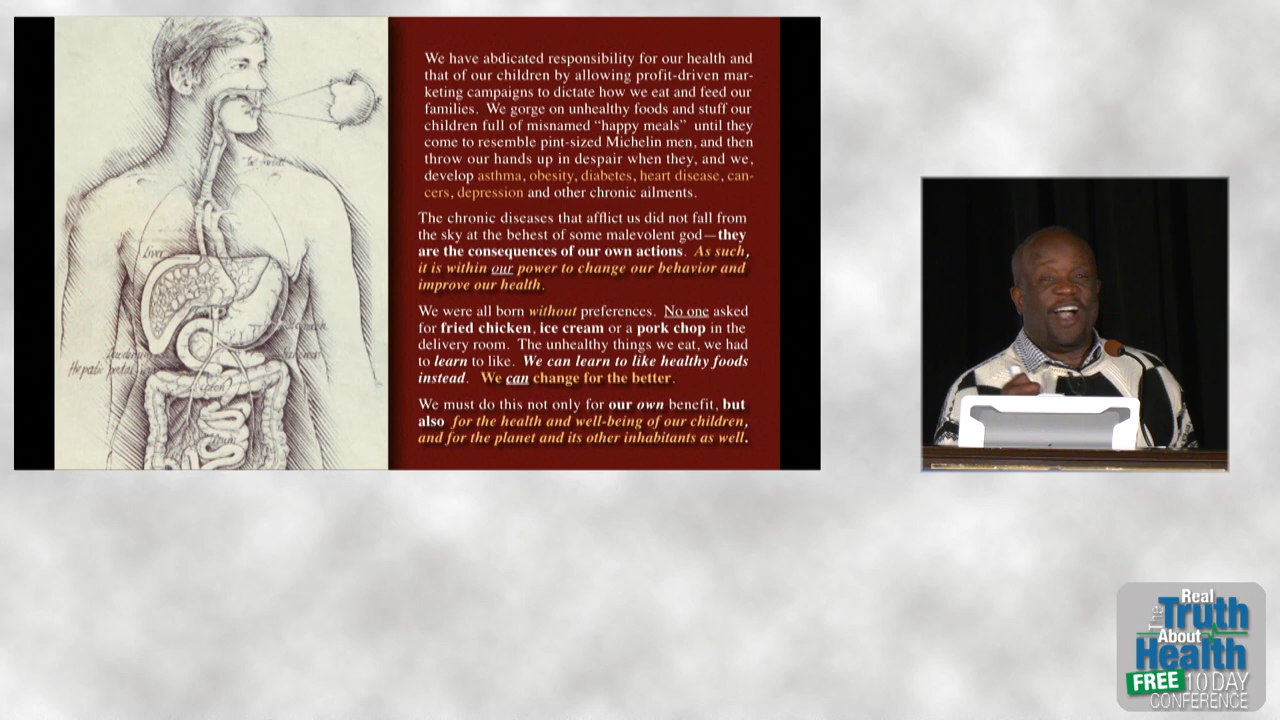 We have abdicated responsibility for our health and
that of our children by allowing profit-driven mar-
keting campaigns to dictate how we eat and feed our
families. We gorge on unhealthy foods and stuff our
children full of misnamed “happy meals” until they
come to resemble pint-sized Michelin men, and then
throw our hands up in despair when they, and we,
develop asthma, obesity, diabetes, heart disease, can-
cers, depression and other chronic ailments.
The chronic diseases that afflict us did not fall from
the sky at the behest of some malevolent god—they
are the consequences of our own actions. As such,
it is within our power to change our behavior and
improve our health.
We were all born without preferences. No one asked
for fried chicken, ice cream or a pork chop in the
delivery room. The unhealthy things we eat, we had
to learn to like. We can learn to like healthy foods
instead. We can change for the better.
We must do this not only for our own benefit, but
also for the health and well-being of our children,
and for the planet and its other inhabitants as well.
Liver
Hepatic portal
Colon
The Real
Truth
About
Health
FREE 10 DAY
CONFERENCE